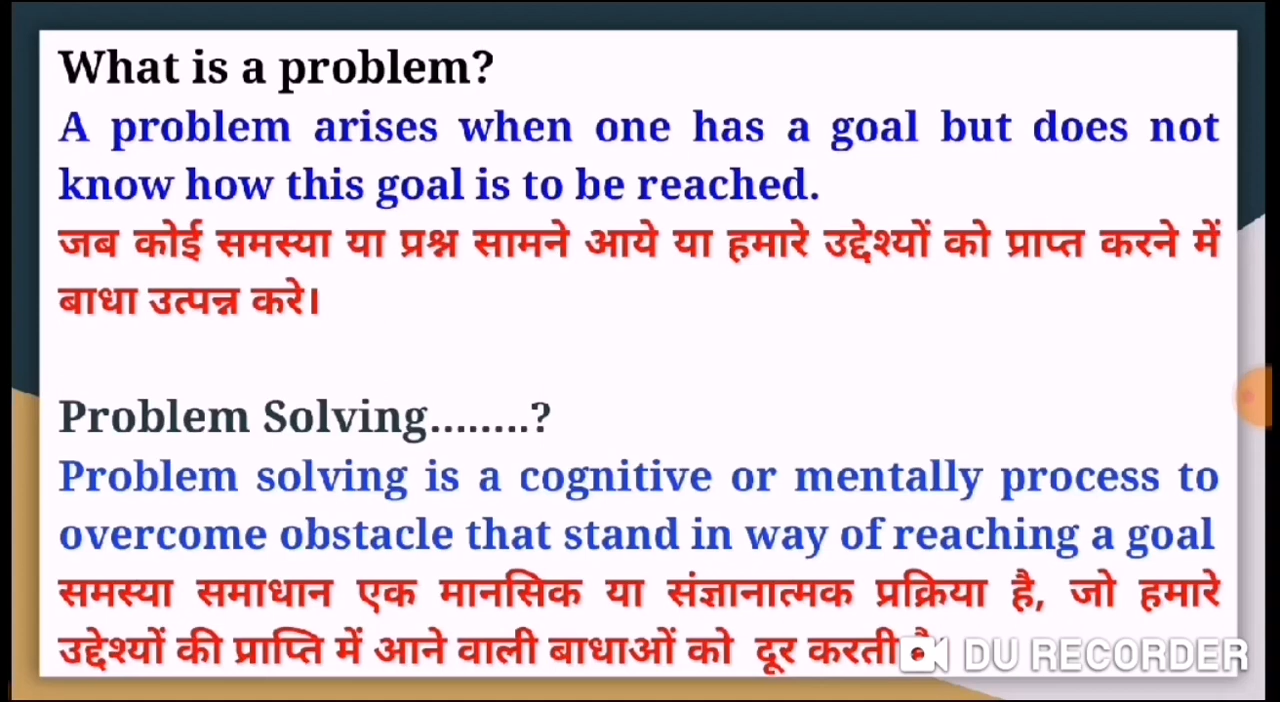 What is a problem?
A problem arises when one has a goal but does not
know how this goal is to be reached.
जब कोई समस्या या प्रश्न सामने आये या हमारे उद्देश्यों को प्राप्त करने में
बाधा उत्पन्न करे।
Problem Solving........?
Problem solving is a cognitive or mentally process to
overcome obstacle that stand in way of reaching a goal
समस्या समाधान एक मानसिक या संज्ञानात्मक प्रक्रिया है, जो हमारे
उद्देश्यों की प्राप्ति में आने वाली बाधाओं को दूर करती
DU RECORDER